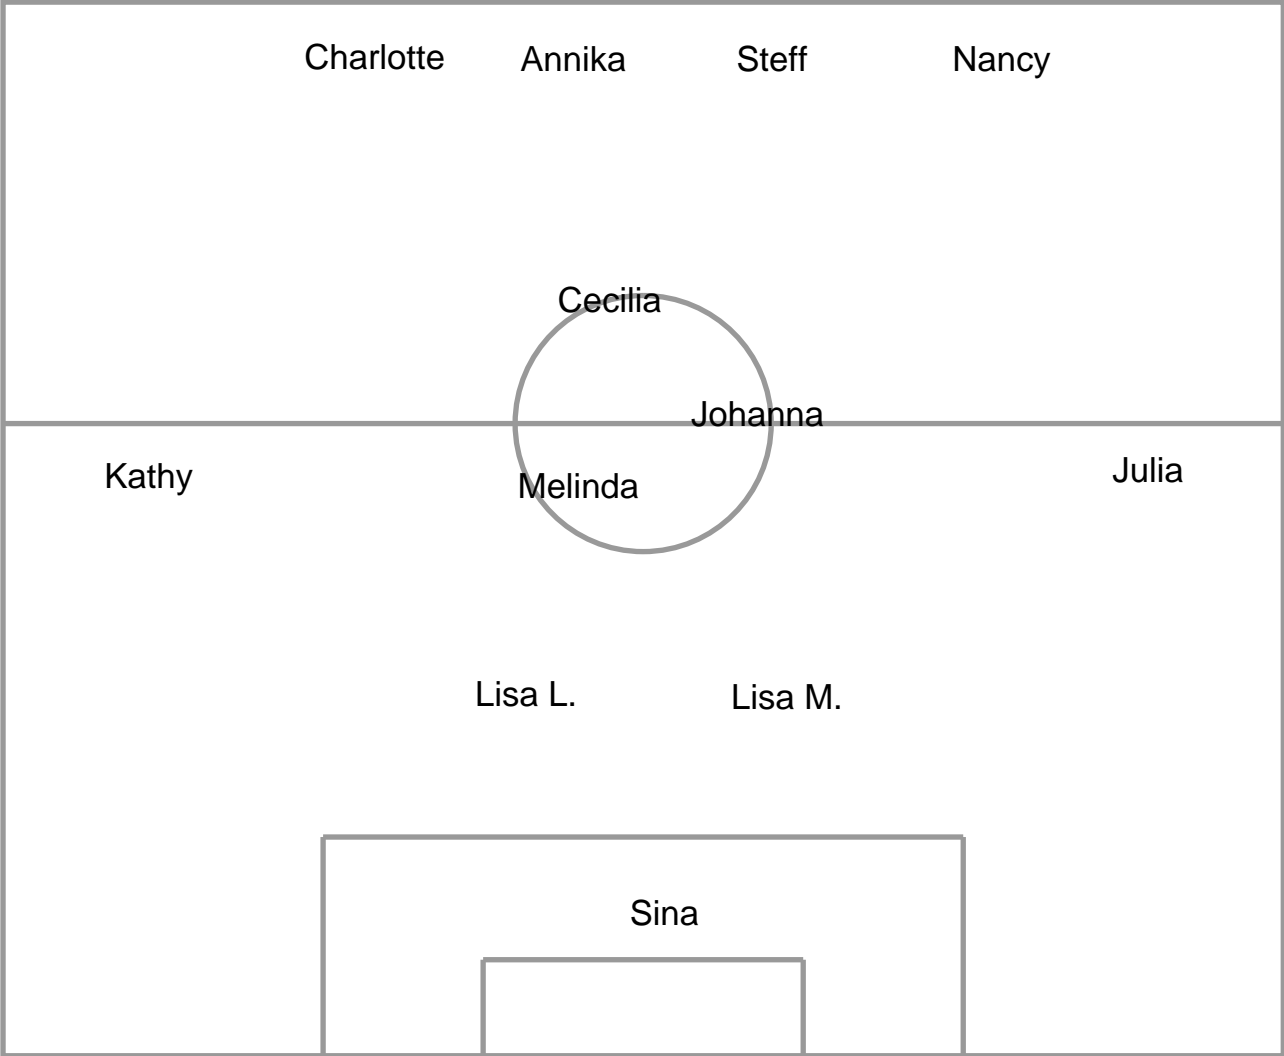 Charlotte Annika Steff Nancy
Cecilia
Johanna
Kathy Melinda Julia
Lisa L. Lisa M.
Sina